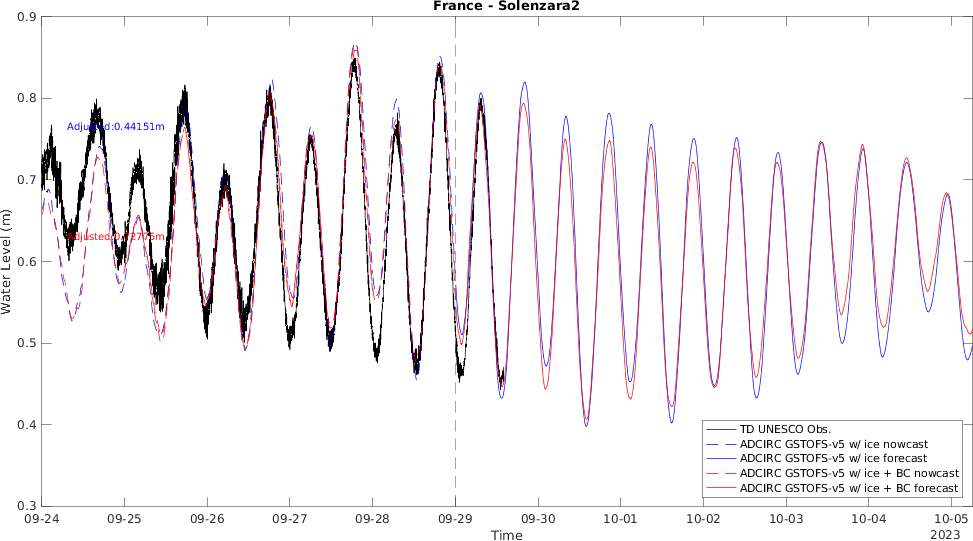 France - Solenzara2
0.9
0.8
0.7
0.6
0.5
0.4
0.3
Water Level (m)
Adjusted:0.44151m
09-24
09-25
09-26
09-27
09-28
09-29
09-30
10-01
10-02
10-03
10-04
10-05
2023
Time
TD UNESCO Obs.
ADCIRC GSTOFS-v5 w/ ice nowcast
ADCIRC GSTOFS-v5 w/ ice forecast
ADCIRC GSTOFS-v5 w/ ice + BC nowcast
ADCIRC GSTOFS-v5 w/ ice + BC forecast